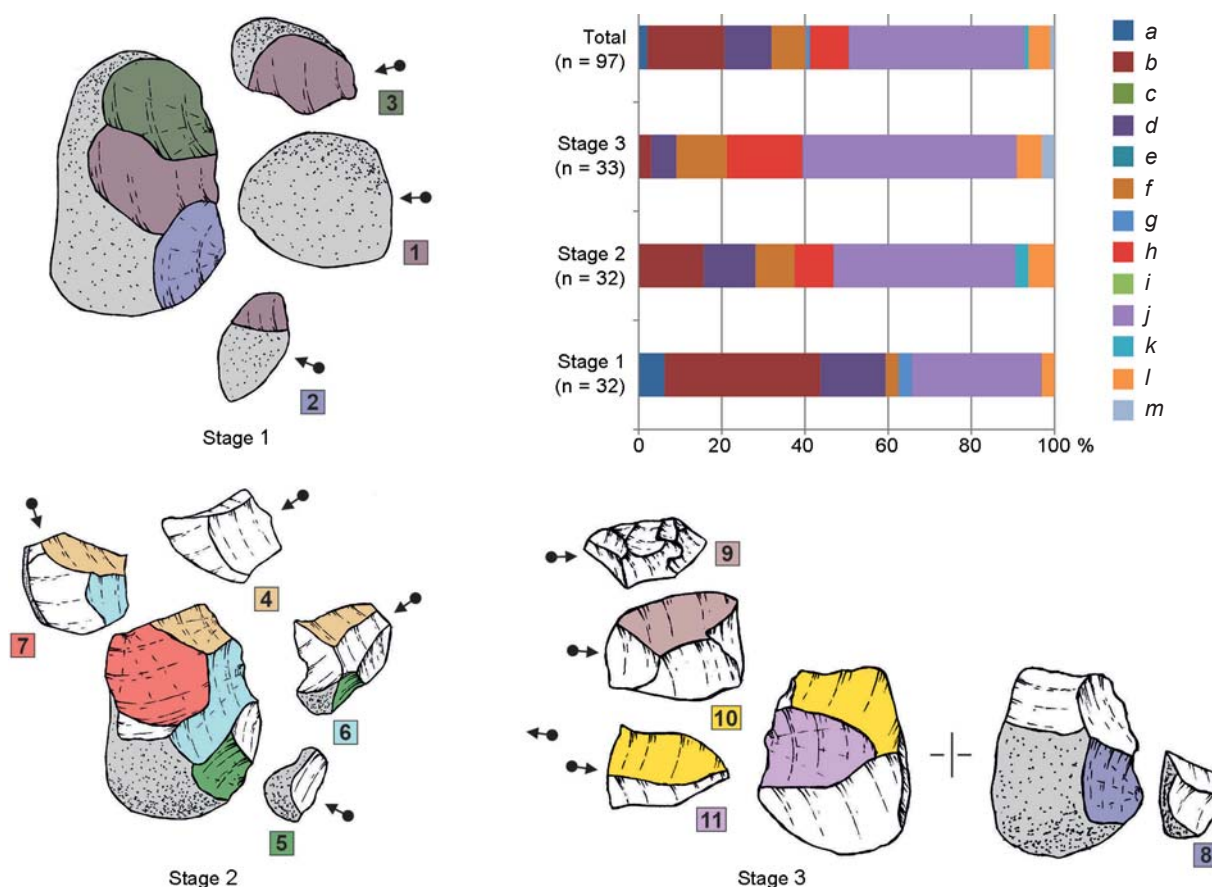 3
1
2
Stage 1
Total
(n = 97)
Stage 3
(n = 33)
Stage 2
(n = 32)
Stage 1
(n = 32)
0 20 40 60 80 100 %
a
b
c
d
e
f
g
h
i
j
k
l
m
7
4
6
5
Stage 2
9
10
11
8
Stage 3